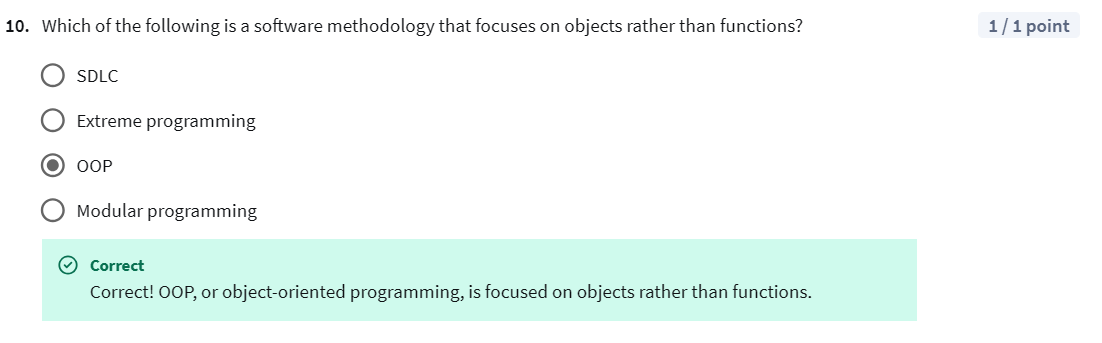 10. Which of the following is a software methodology that focuses on objects rather than functions?
1 / 1 point
SDLC
Extreme programming
OOP
Modular programming
Correct
Correct! OOP, or object-oriented programming, is focused on objects rather than functions.